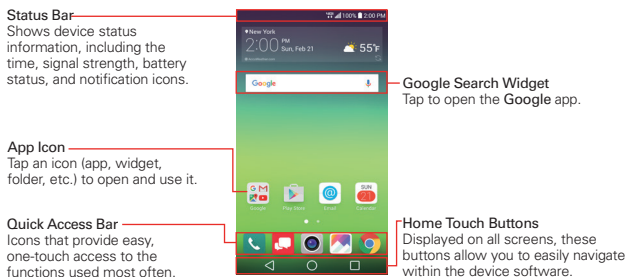 Status Bar
Shows device status
information, including the
time, signal strength, battery
status, and notification icons.
App Icon
Tap an icon (app, widget,
folder, etc.) to open and use it.
Quick Access Bar
Icons that provide easy,
one-touch access to the
functions used most often.
100% 2:00 PM
New York
2:00 PM
Sun, Feb 21
55°F
Google
Google
Play Store
Email
SUN
21
Calendar
Google Search Widget
Tap to open the Google app.
Home Touch Buttons
Displayed on all screens, these
buttons allow you to easily navigate
within the device software.